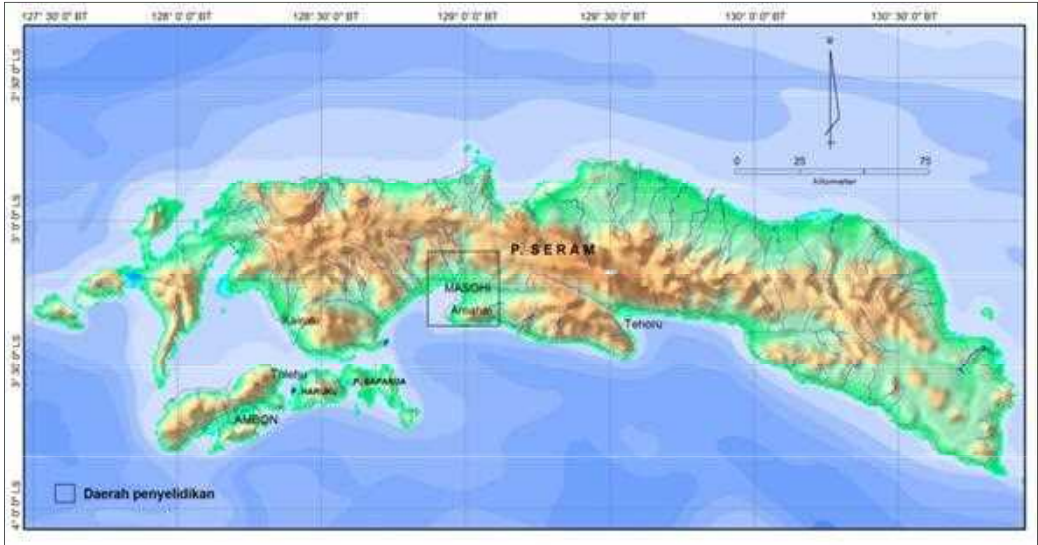 127° 30' 0" BT 128° 0' 0" BT 128° 30' 0" BT 129° 0' 0" BT 129° 30' 0" BT 130° 0' 0" BT 130° 30' 0" BT
2° 30' 0" LS
3° 0' 0" LS
3° 30' 0" LS
4° 0' 0" LS
0 25 75
Kilometer
P. SERAM
MASOHI
Amahai
Kairatu
Tehoru
Tulehu
P. HARUKU
P. SAPARUA
AMBON
Daerah penyelidikan